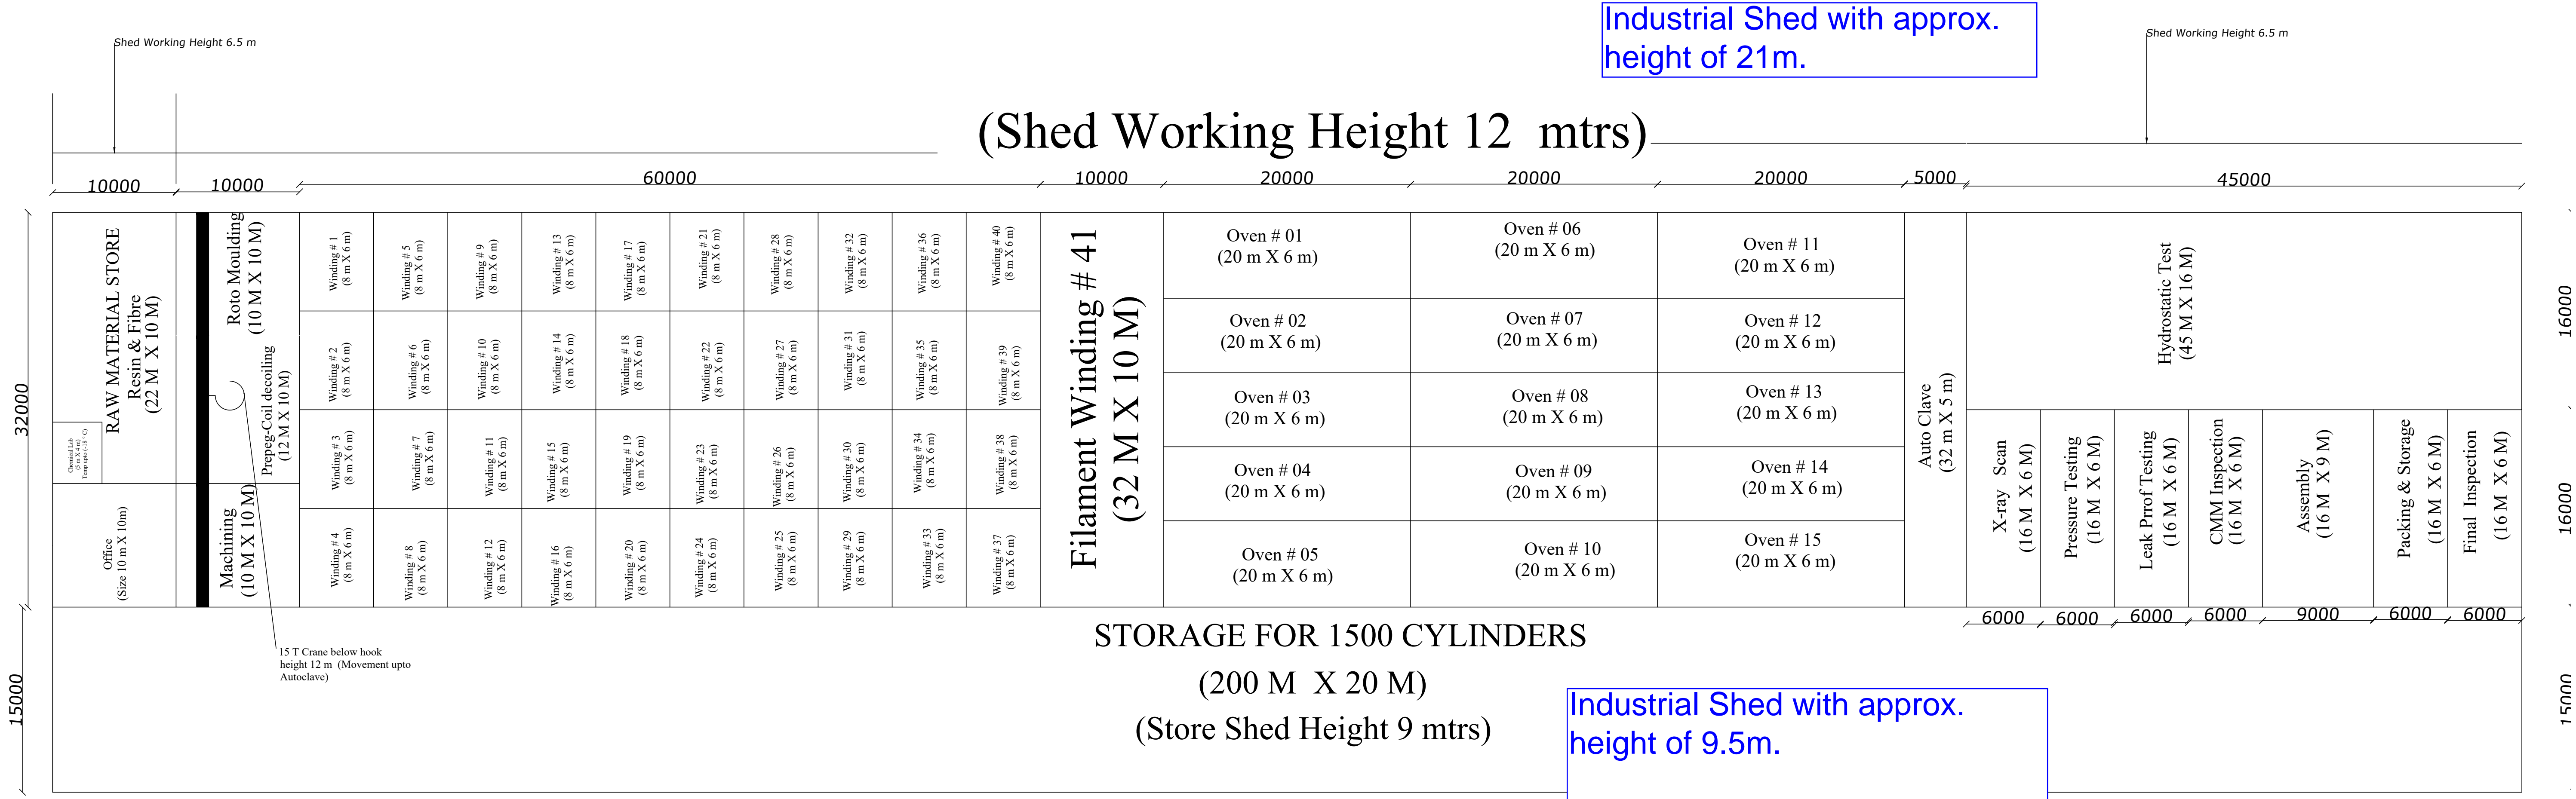 Industrial Shed with approx.
height of 21m.
Shed Working Height 6.5 m
Shed Working Height 6.5 m
(Shed Working Height 12 mtrs)
10000
10000
60000
10000
20000
20000
20000
5000
45000
32000
15000
16000
16000
15000
RAW MATERIAL STORE
Resin & Fibre
(22 M X 10 M)
Chemical Lab
(5 m X 4 m)
Temp upto (-18 ° C)
Office
(Size 10 m X 10m)
Roto Moulding
(10 M X 10 M)
Prepeg-Coil decoiling
(12 M X 10 M)
Machining
(10 M X 10 M)
15 T Crane below hook
height 12 m (Movement upto
Autoclave)
Winding # 1
(8 m X 6 m)
Winding # 2
(8 m X 6 m)
Winding # 3
(8 m X 6 m)
Winding # 4
(8 m X 6 m)
Winding # 5
(8 m X 6 m)
Winding # 6
(8 m X 6 m)
Winding # 7
(8 m X 6 m)
Winding # 8
(8 m X 6 m)
Winding # 9
(8 m X 6 m)
Winding # 10
(8 m X 6 m)
Winding # 11
(8 m X 6 m)
Winding # 12
(8 m X 6 m)
Winding # 13
(8 m X 6 m)
Winding # 14
(8 m X 6 m)
Winding # 15
(8 m X 6 m)
Winding # 16
(8 m X 6 m)
Winding # 17
(8 m X 6 m)
Winding # 18
(8 m X 6 m)
Winding # 19
(8 m X 6 m)
Winding # 20
(8 m X 6 m)
Winding # 21
(8 m X 6 m)
Winding # 22
(8 m X 6 m)
Winding # 23
(8 m X 6 m)
Winding # 24
(8 m X 6 m)
Winding # 28
(8 m X 6 m)
Winding # 27
(8 m X 6 m)
Winding # 26
(8 m X 6 m)
Winding # 25
(8 m X 6 m)
Winding # 32
(8 m X 6 m)
Winding # 31
(8 m X 6 m)
Winding # 30
(8 m X 6 m)
Winding # 29
(8 m X 6 m)
Winding # 36
(8 m X 6 m)
Winding # 35
(8 m X 6 m)
Winding # 34
(8 m X 6 m)
Winding # 33
(8 m X 6 m)
Winding # 40
(8 m X 6 m)
Winding # 39
(8 m X 6 m)
Winding # 38
(8 m X 6 m)
Winding # 37
(8 m X 6 m)
Filament Winding # 41
(32 M X 10 M)
Oven # 01
(20 m X 6 m)
Oven # 02
(20 m X 6 m)
Oven # 03
(20 m X 6 m)
Oven # 04
(20 m X 6 m)
Oven # 05
(20 m X 6 m)
Oven # 06
(20 m X 6 m)
Oven # 07
(20 m X 6 m)
Oven # 08
(20 m X 6 m)
Oven # 09
(20 m X 6 m)
Oven # 10
(20 m X 6 m)
Oven # 11
(20 m X 6 m)
Oven # 12
(20 m X 6 m)
Oven # 13
(20 m X 6 m)
Oven # 14
(20 m X 6 m)
Oven # 15
(20 m X 6 m)
Auto Clave
(32 m X 5 m)
Hydrostatic Test
(45 M X 16 M)
X-ray Scan
(16 M X 6 M)
Pressure Testing
(16 M X 6 M)
Leak Prrof Testing
(16 M X 6 M)
CMM Inspection
(16 M X 6 M)
Assembly
(16 M X 9 M)
Packing & Storage
(16 M X 6 M)
Final Inspection
(16 M X 6 M)
6000
6000
6000
6000
9000
6000
6000
STORAGE FOR 1500 CYLINDERS
(200 M X 20 M)
(Store Shed Height 9 mtrs)
Industrial Shed with approx.
height of 9.5m.